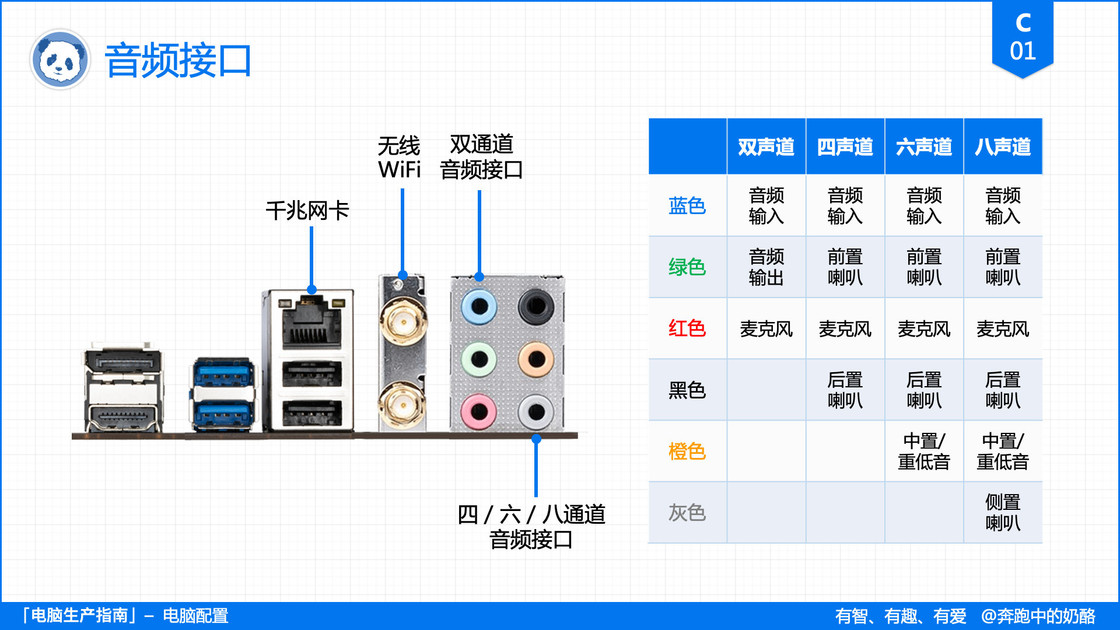 音频接口
C
01
无线
WiFi
双通道
音频接口
千兆网卡
四 / 六 / 八通道
音频接口
双声道 四声道 六声道 八声道
蓝色 音频输入 音频输入 音频输入 音频输入
绿色 音频输出 前置喇叭 前置喇叭 前置喇叭
红色 麦克风 麦克风 麦克风 麦克风
黑色 后置喇叭 后置喇叭 后置喇叭
橙色 中置/重低音 中置/重低音
灰色 侧置喇叭
「电脑生产指南」– 电脑配置
有智、有趣、有爱 @奔跑中的奶酪